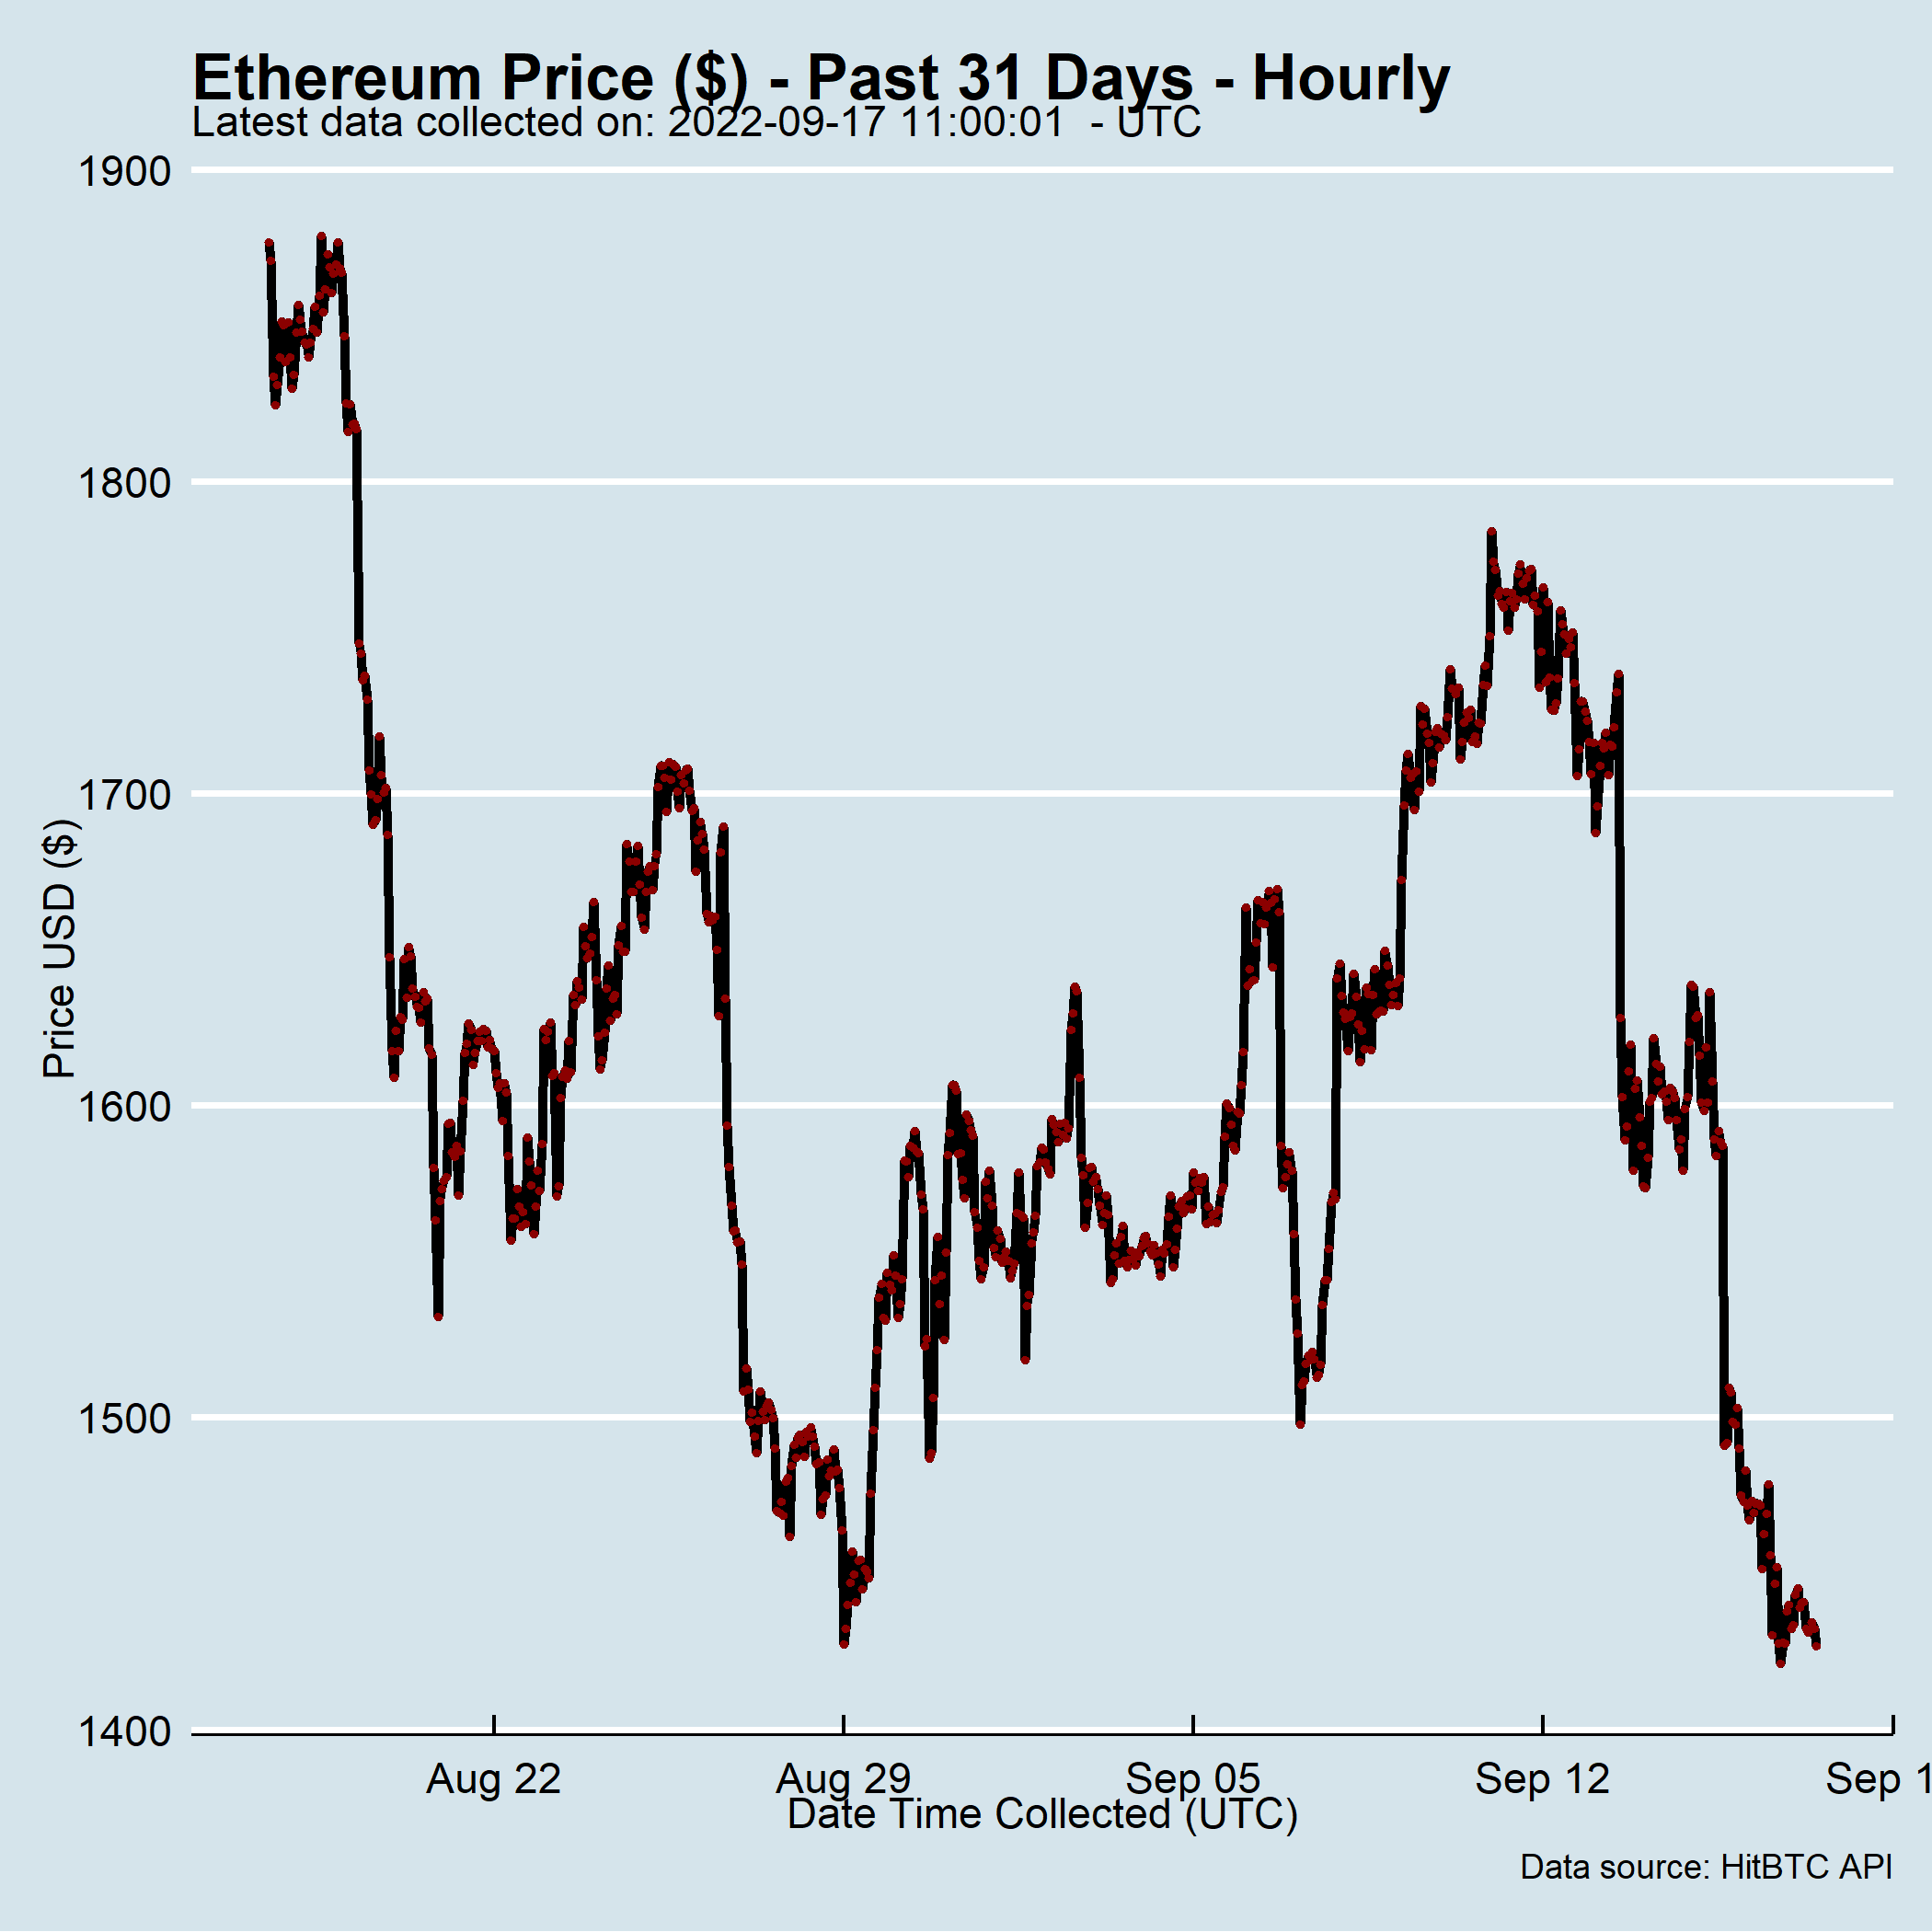 Ethereum Price ($) - Past 31 Days - Hourly
Latest data collected on: 2022-09-17 11:00:01  - UTC
1900
1800
1700
1600
1500
1400
Price USD ($)
Aug 22
Aug 29
Sep 05
Sep 12
Sep 1
Date Time Collected (UTC)
Data source: HitBTC API